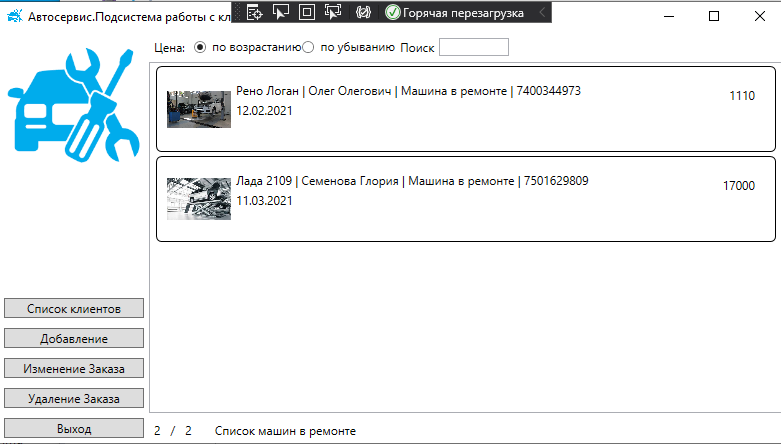 Автосервис.Подсистема работы с кл
Горячая перезагрузка
Цена: по возрастанию по убыванию Поиск
Рено Логан | Олег Олегович | Машина в ремонте | 7400344973
1110
12.02.2021
Лада 2109 | Семенова Глория | Машина в ремонте | 7501629809
17000
11.03.2021
Список клиентов
Добавление
Изменение Заказа
Удаление Заказа
Выход
2 / 2 Список машин в ремонте